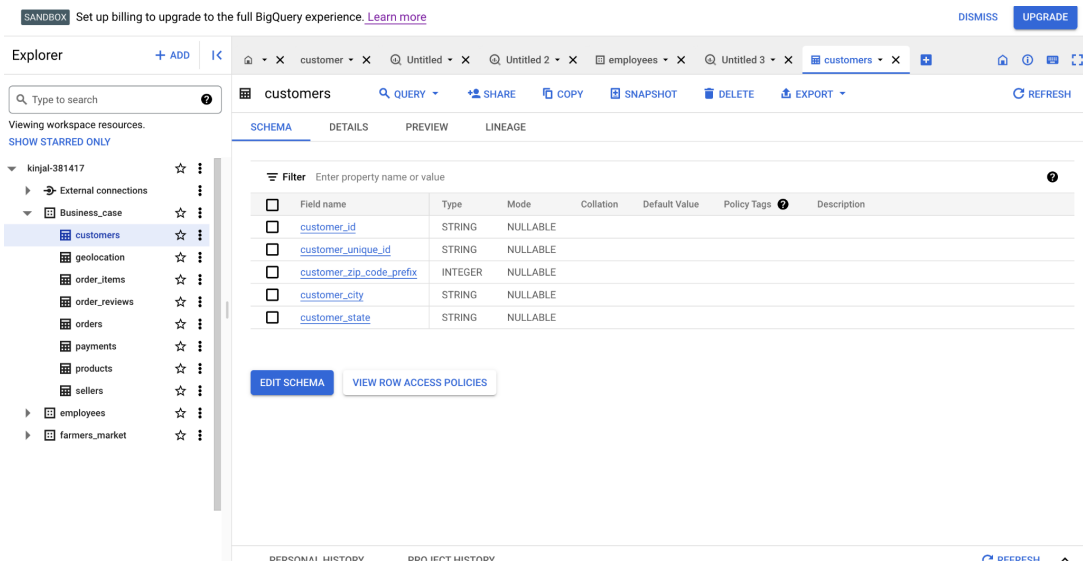 SANDBOX Set up billing to upgrade to the full BigQuery experience. Learn more DISMISS UPGRADE
Explorer + ADD
customer Untitled Untitled 2 employees Untitled 3 customers
Type to search
customers QUERY SHARE COPY SNAPSHOT DELETE EXPORT REFRESH
Viewing workspace resources.
SHOW STARRED ONLY
SCHEMA DETAILS PREVIEW LINEAGE
kinjal-381417
External connections
Business_case
customers
geolocation
order_items
order_reviews
orders
payments
products
sellers
employees
farmers_market
Filter Enter property name or value
Field name Type Mode Collation Default Value Policy Tags Description
customer_id STRING NULLABLE
customer_unique_id STRING NULLABLE
customer_zip_code_prefix INTEGER NULLABLE
customer_city STRING NULLABLE
customer_state STRING NULLABLE
EDIT SCHEMA VIEW ROW ACCESS POLICIES
PERSONAL HISTORY PROJECT HISTORY REFRESH